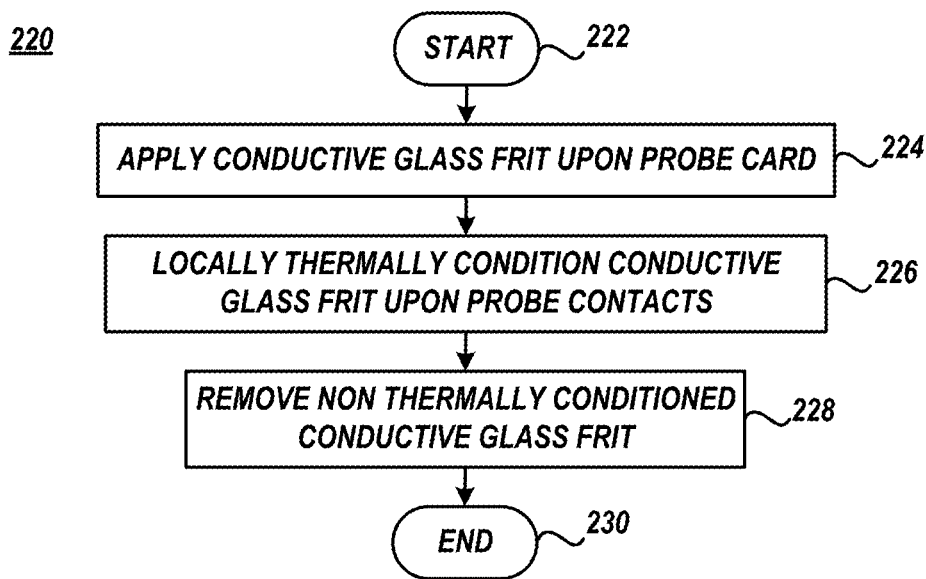 220
START
222
APPLY CONDUCTIVE GLASS FRIT UPON PROBE CARD
224
LOCALLY THERMALLY CONDITION CONDUCTIVE
GLASS FRIT UPON PROBE CONTACTS
226
REMOVE NON THERMALLY CONDITIONED
CONDUCTIVE GLASS FRIT
228
END
230